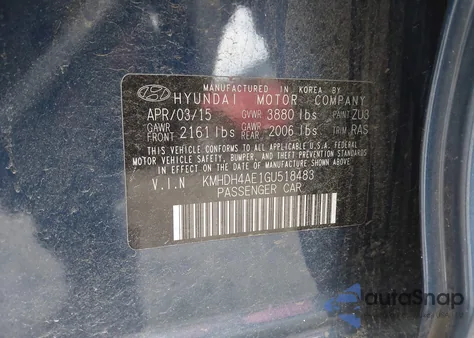 MANUFACTURED IN KOREA BY
HYUNDAI MOTOR COMPANY
APR/03/15 GVWR 3880 lbs PAINT ZU3
GAWR FRONT 2161 lbs GAWR REAR 2006 lbs TRIM RAS
THIS VEHICLE CONFORMS TO ALL APPLICABLE U.S.A FEDERAL
MOTOR VEHICLE SAFETY, BUMPER, AND THEFT PREVENTION STANDARDS
IN EFFECT ON THE DATE OF MANUFACTURE SHOWN ABOVE.
V.I.N KMHDH4AE1GU518483
PASSENGER CAR
autaSnap